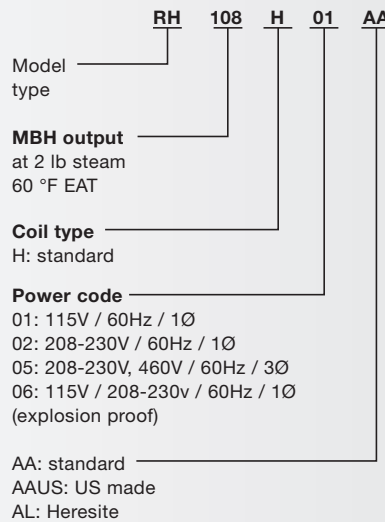 RH 108 H 01 AA
Model
type
MBH output
at 2 lb steam
60 °F EAT
Coil type
H: standard
Power code
01: 115V / 60Hz / 1Ø
02: 208-230V / 60Hz / 1Ø
05: 208-230V, 460V / 60Hz / 3Ø
06: 115V / 208-230v / 60Hz / 1Ø
(explosion proof)
AA: standard
AAUS: US made
AL: Heresite